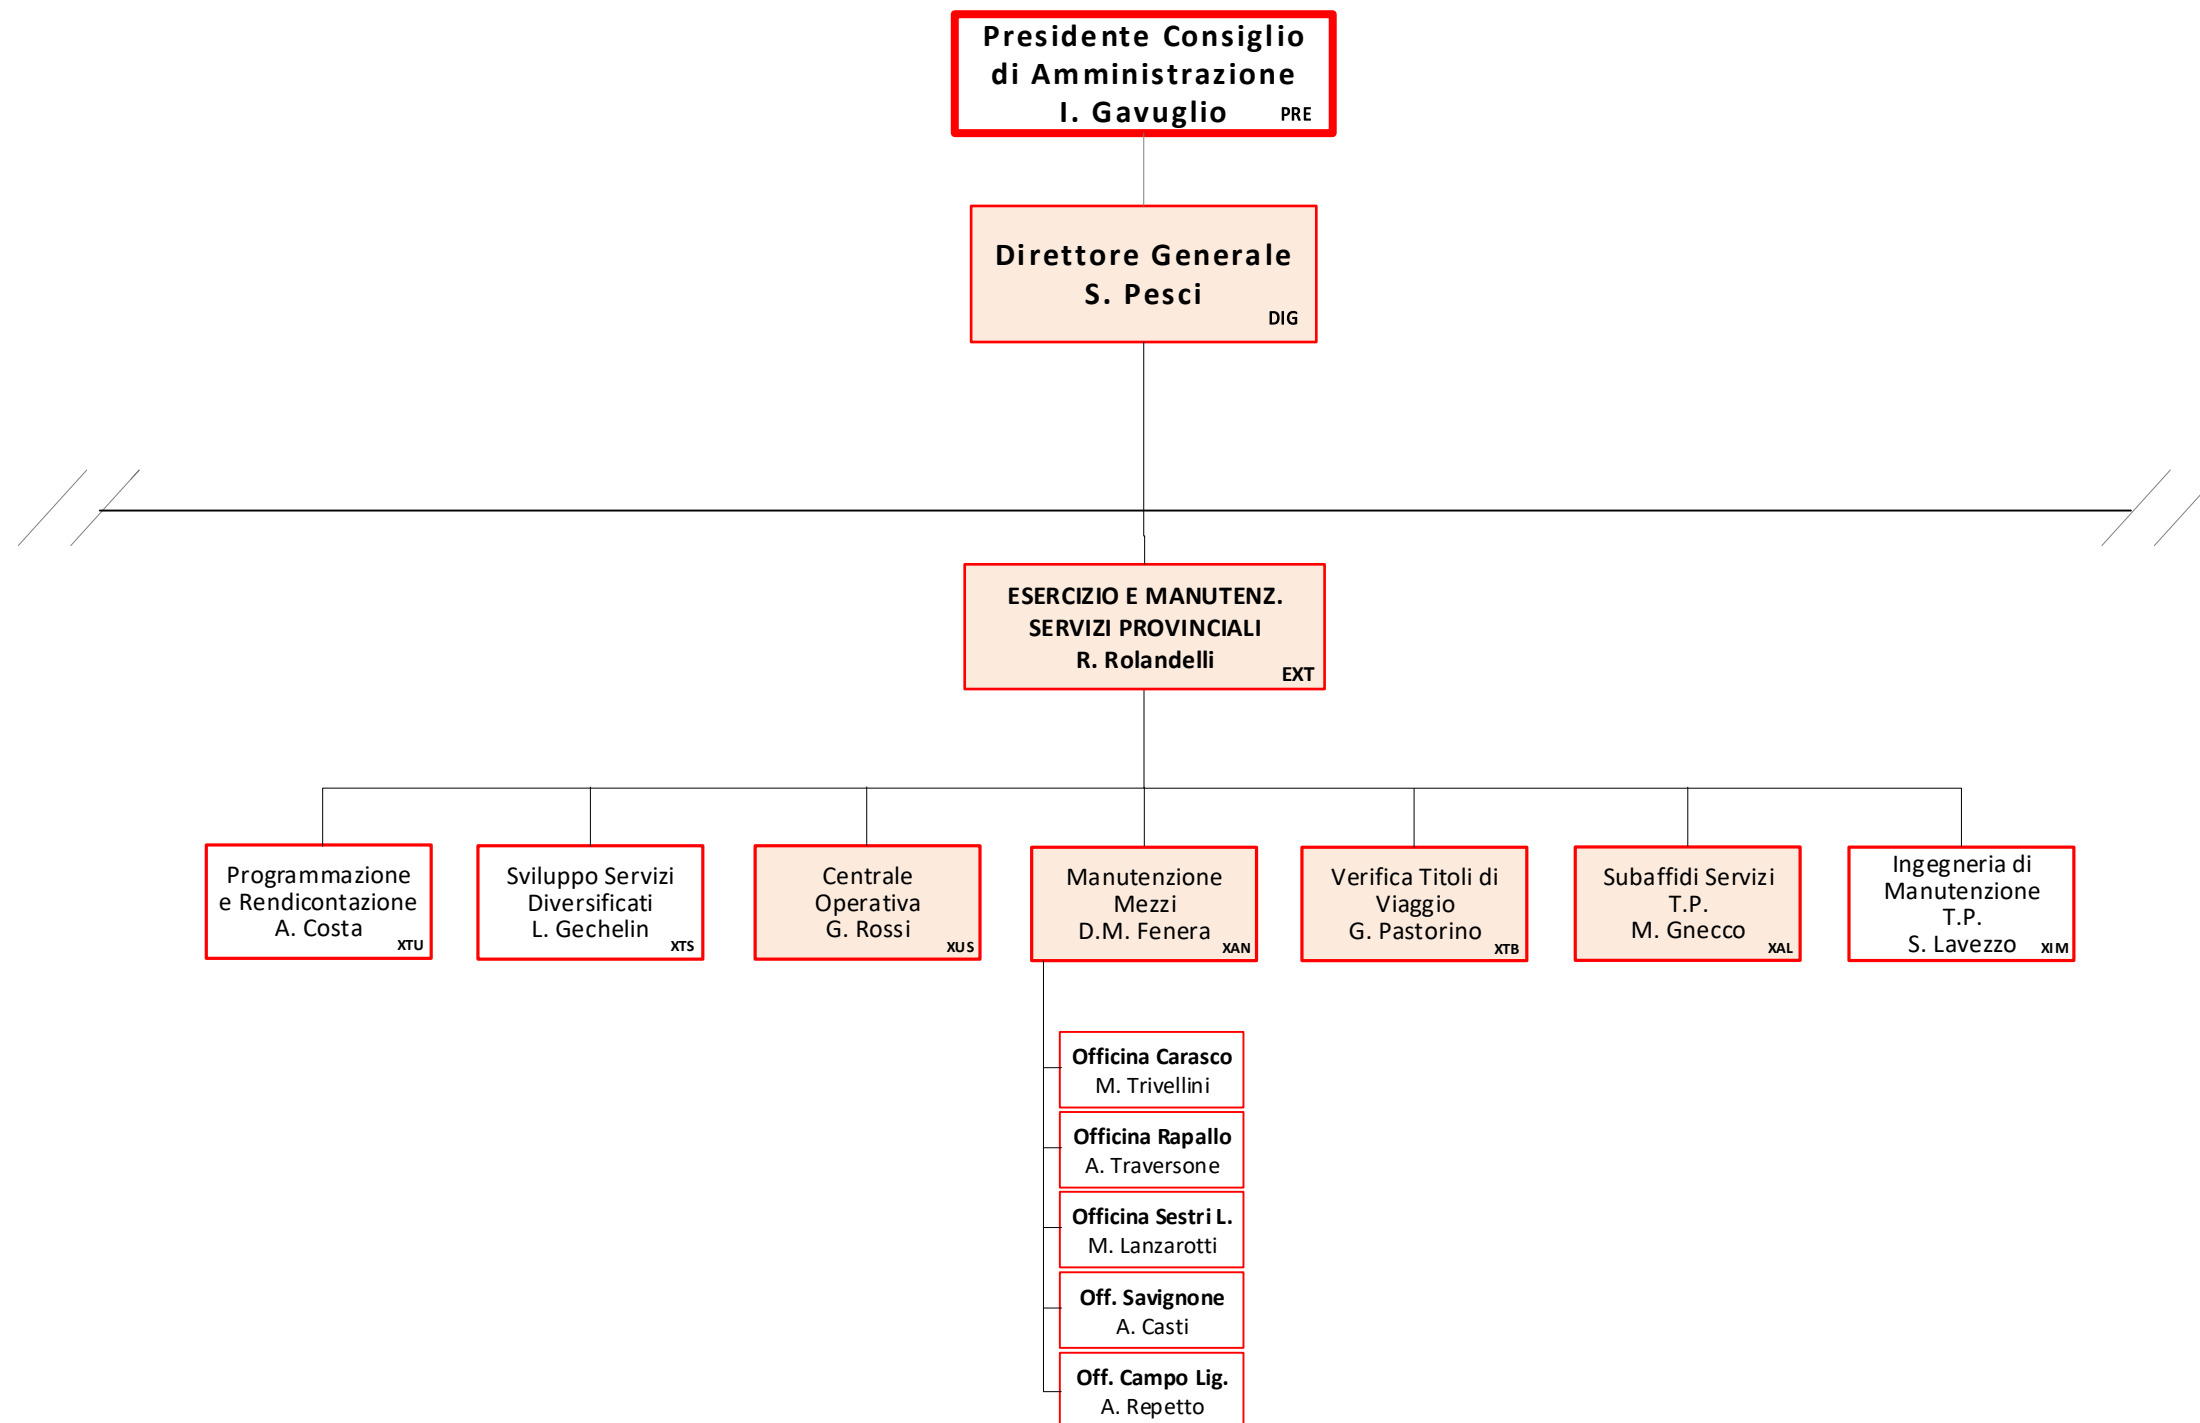 Presidente Consiglio
di Amministrazione
I. Gavuglio PRE
Direttore Generale
S. Pesci
DIG
ESERCIZIO E MANUTENZ.
SERVIZI PROVINCIALI
R. Rolandelli
EXT
Programmazione
e Rendicontazione
A. Costa
XTU
Sviluppo Servizi
Diversificati
L. Gechelin
XTS
Centrale
Operativa
G. Rossi
XUS
Manutenzione
Mezzi
D.M. Fenera
XAN
Verifica Titoli di
Viaggio
G. Pastorino
XTB
Subaffidi Servizi
T.P.
M. Gnecco
XAL
Ingegneria di
Manutenzione
T.P.
S. Lavezzo XIM
Officina Carasco
M. Trivellini
Officina Rapallo
A. Traversone
Officina Sestri L.
M. Lanzarotti
Off. Savignone
A. Casti
Off. Campo Lig.
A. Repetto